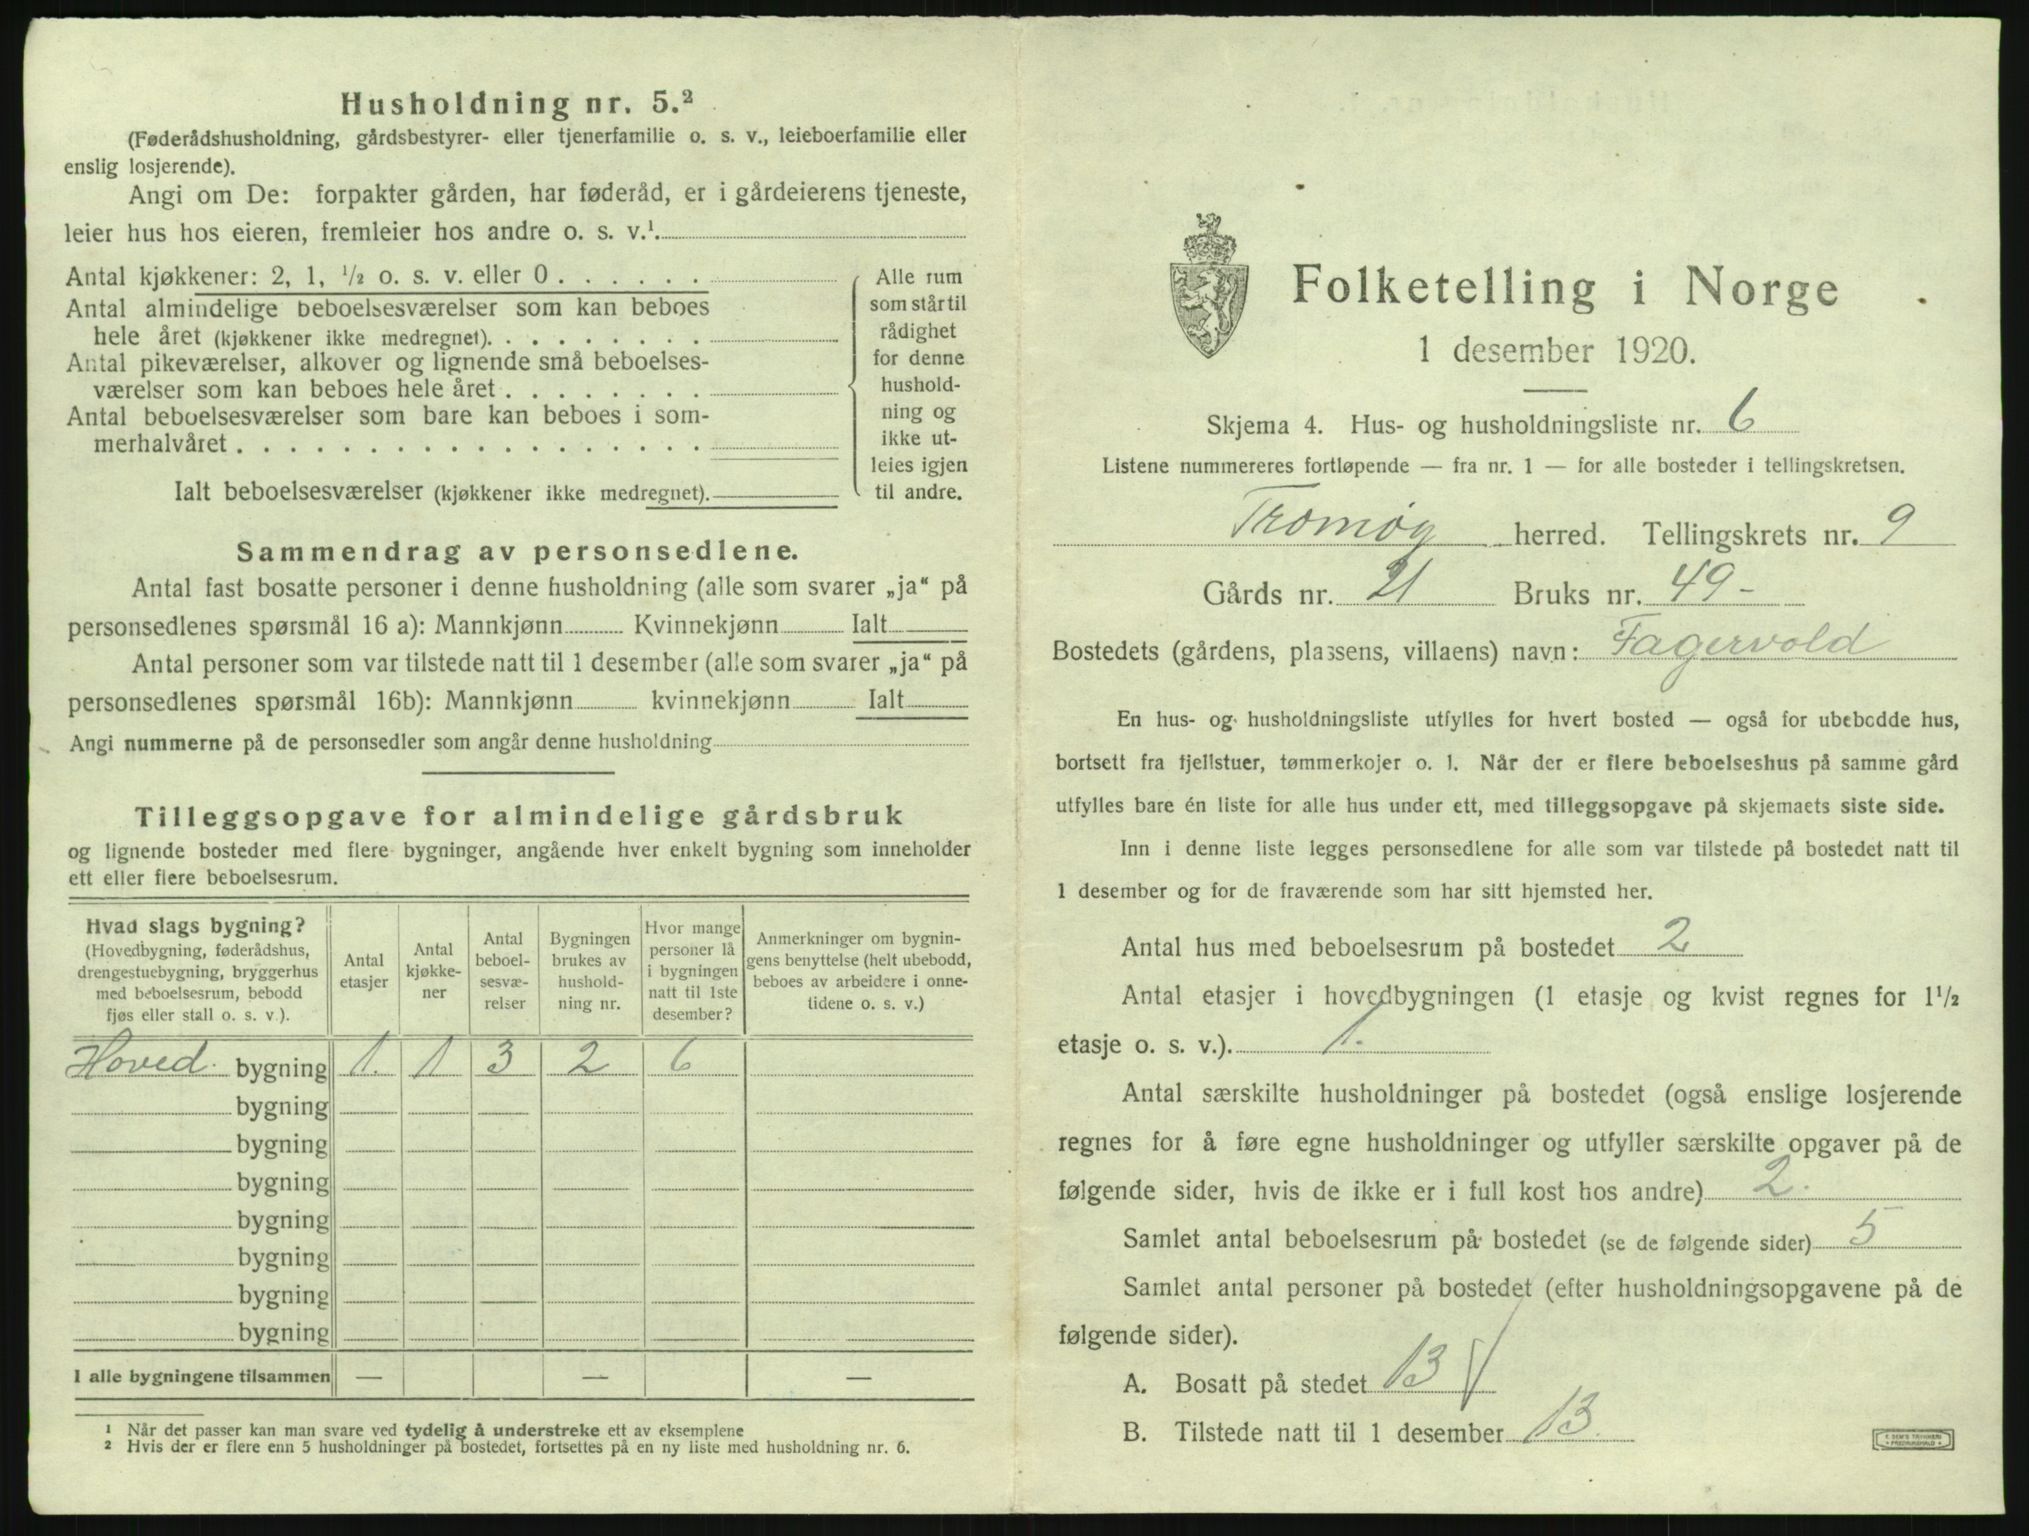 Husholdning nr. 5.²
(Føderådshusholdning, gårdsbestyrer- eller tjenerfamilie o. s. v., leieboerfamilie eller
enslig losjerende).
Angi om De: forpakter gården, har føderåd, er i gårdeierens tjeneste,
leier hus hos eieren, fremleier hos andre o. s. v.¹
Antal kjøkkener: 2, 1, ½ o. s. v. eller 0 . . . . . .
Antal almindelige beboelsesværelser som kan beboes
hele året (kjøkkener ikke medregnet). . . . . . . . .
Antal pikeværelser, alkover og lignende små beboelses-
værelser som kan beboes hele året . . . . . . . .
Antal beboelsesværelser som bare kan beboes i som-
merhalvåret . . . . . . . . . . . . . . . . . .
Ialt beboelsesværelser (kjøkkener ikke medregnet).
Alle rum
som står til
rådighet
for denne
hushold-
ning og
ikke ut-
leies igjen
til andre.
Sammendrag av personsedlene.
Antal fast bosatte personer i denne husholdning (alle som svarer „ja“ på
personsedlenes spørsmål 16 a): Mannkjønn Kvinnekjønn Ialt
Antal personer som var tilstede natt til 1 desember (alle som svarer „ja“ på
personsedlenes spørsmål 16b): Mannkjønn kvinnekjønn Ialt
Angi nummerne på de personsedler som angår denne husholdning
Tilleggsopgave for almindelige gårdsbruk
og lignende bosteder med flere bygninger, angående hver enkelt bygning som inneholder
ett eller flere beboelsesrum.
Hvad slags bygning?
(Hovedbygning, føderådshus,
drengestuebygning, bryggerhus
med beboelsesrum, bebodd
fjøs eller stall o. s. v.).
Antal
etasjer
Antal
kjøkke-
ner
Antal
beboel-
sesvæ-
relser
Bygningen
brukes av
hushold-
ning nr.
Hvor mange
personer lå
i bygningen
natt til 1ste
desember?
Anmerkninger om bygnin-
gens benyttelse (helt ubebodd,
beboes av arbeidere i onne-
tidene o. s. v.)
Hoved. bygning 1. 1 3 2 6
bygning
bygning
bygning
bygning
bygning
bygning
bygning
I alle bygningene tilsammen — — —
¹ Når det passer kan man svare ved tydelig å understreke ett av eksemplene
² Hvis der er flere enn 5 husholdninger på bostedet, fortsettes på en ny liste med husholdning nr. 6.
Folketelling i Norge
1 desember 1920.
Skjema 4. Hus- og husholdningsliste nr. 6
Listene nummereres fortløpende — fra nr. 1 — for alle bosteder i tellingskretsen.
Tromøy herred. Tellingskrets nr. 9
Gårds nr. 21 Bruks nr. 49 -
Bostedets (gårdens, plassens, villaens) navn: Fagervold
En hus- og husholdningsliste utfylles for hvert bosted — også for ubebodde hus,
bortsett fra fjellstuer, tømmerkojer o. l. Når der er flere beboelseshus på samme gård
utfylles bare én liste for alle hus under ett, med tilleggsopgave på skjemaets siste side.
Inn i denne liste legges personsedlene for alle som var tilstede på bostedet natt til
1 desember og for de fraværende som har sitt hjemsted her.
Antal hus med beboelsesrum på bostedet 2
Antal etasjer i hovedbygningen (1 etasje og kvist regnes for 1½
etasje o. s. v.). 1.
Antal særskilte husholdninger på bostedet (også enslige losjerende
regnes for å føre egne husholdninger og utfyller særskilte opgaver på de
følgende sider, hvis de ikke er i full kost hos andre) 2.
Samlet antal beboelsesrum på bostedet (se de følgende sider) 5
Samlet antal personer på bostedet (efter husholdningsopgavene på de
følgende sider).
A. Bosatt på stedet 13
B. Tilstede natt til 1 desember 13.